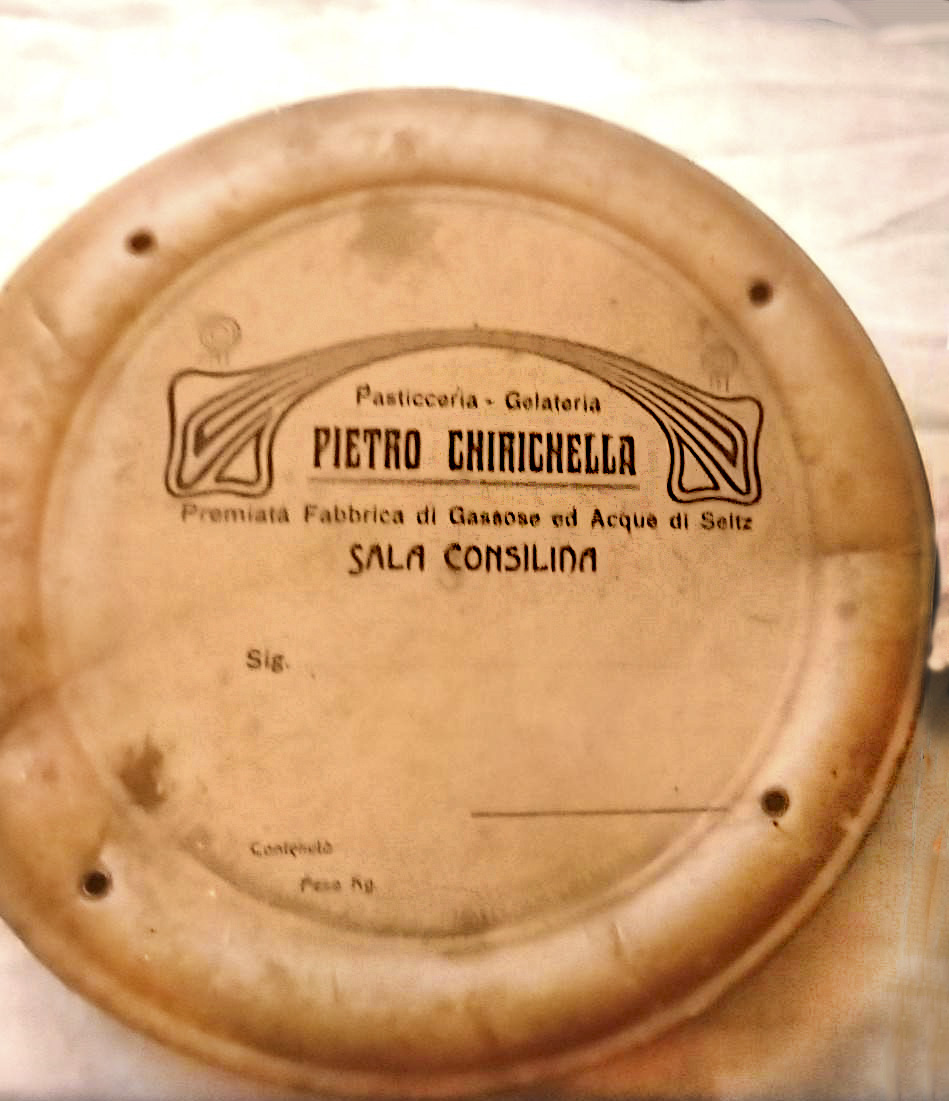 Pasticceria - Gelateria
PIETRO CHIRICHELLA
Premiata Fabbrica di Gassose ed Acque di Seltz
SALA CONSILINA
Sig.
Contenuto
Peso Kg.